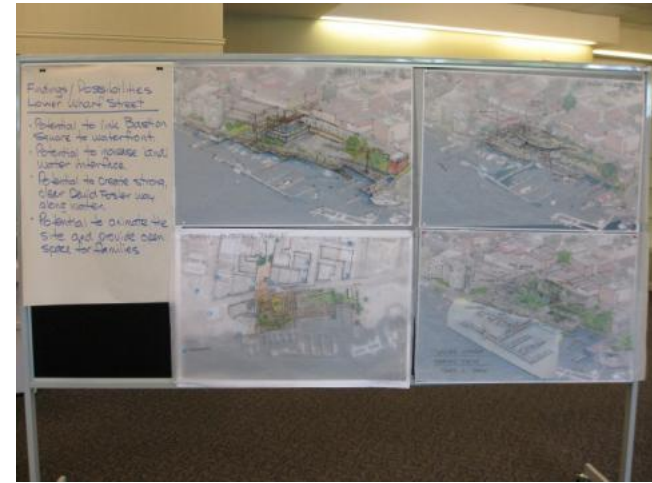 Findings/Possibilities
Lower Wharf Street
• Potential to link Bastion
Square to waterfront.
• Potential to increase land
water interface
• Potential to create strong
clear David Foster way
along water.
• Potential to animate the
site and provide open
space for families